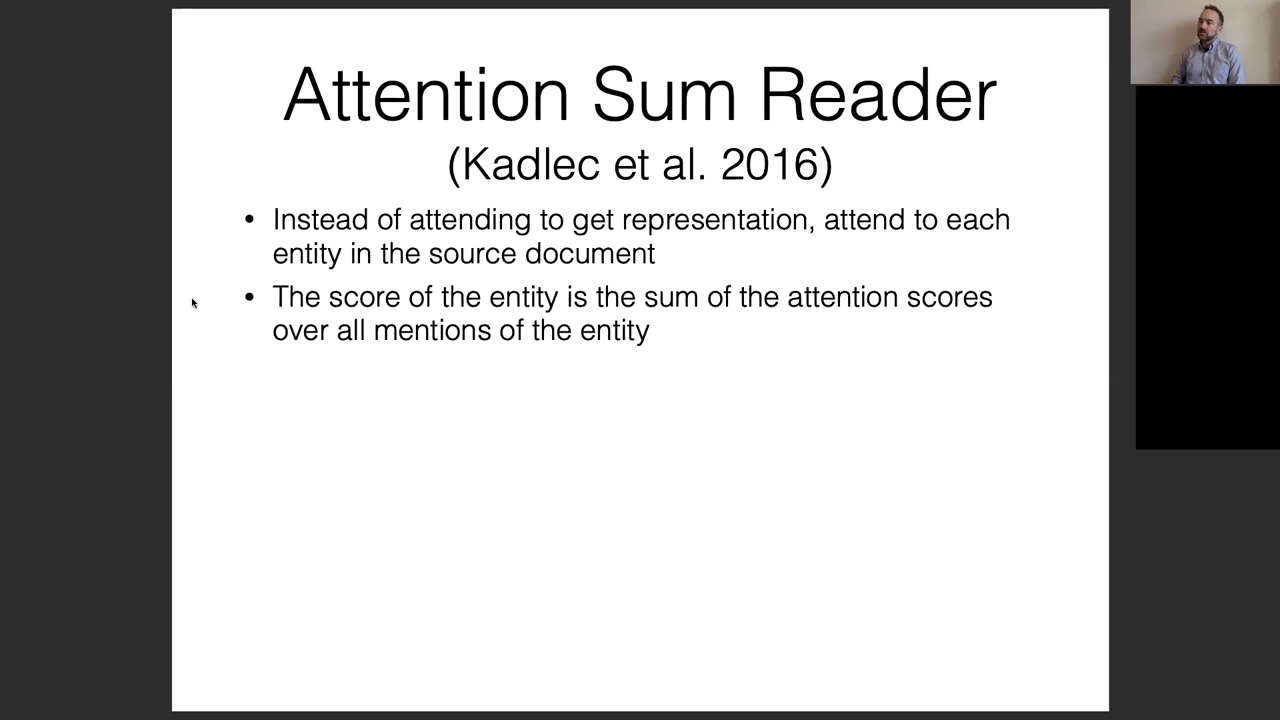 Attention Sum Reader
(Kadlec et al. 2016)
• Instead of attending to get representation, attend to each
entity in the source document
• The score of the entity is the sum of the attention scores
over all mentions of the entity